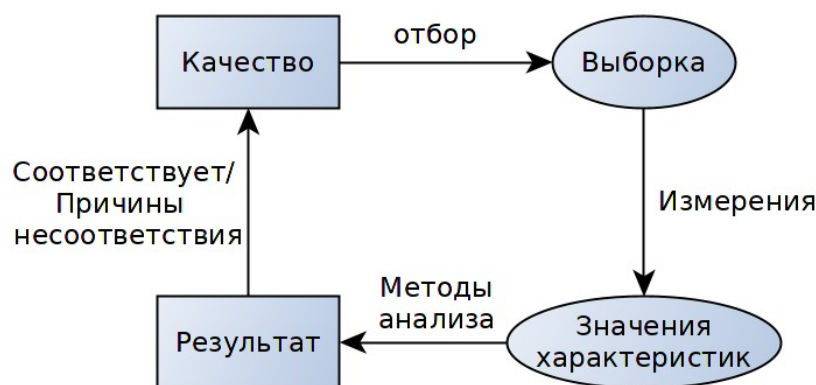 отбор
Качество
Выборка
Соответствует/
Причины
несоответствия
Измерения
Методы
анализа
Результат
Значения
характеристик